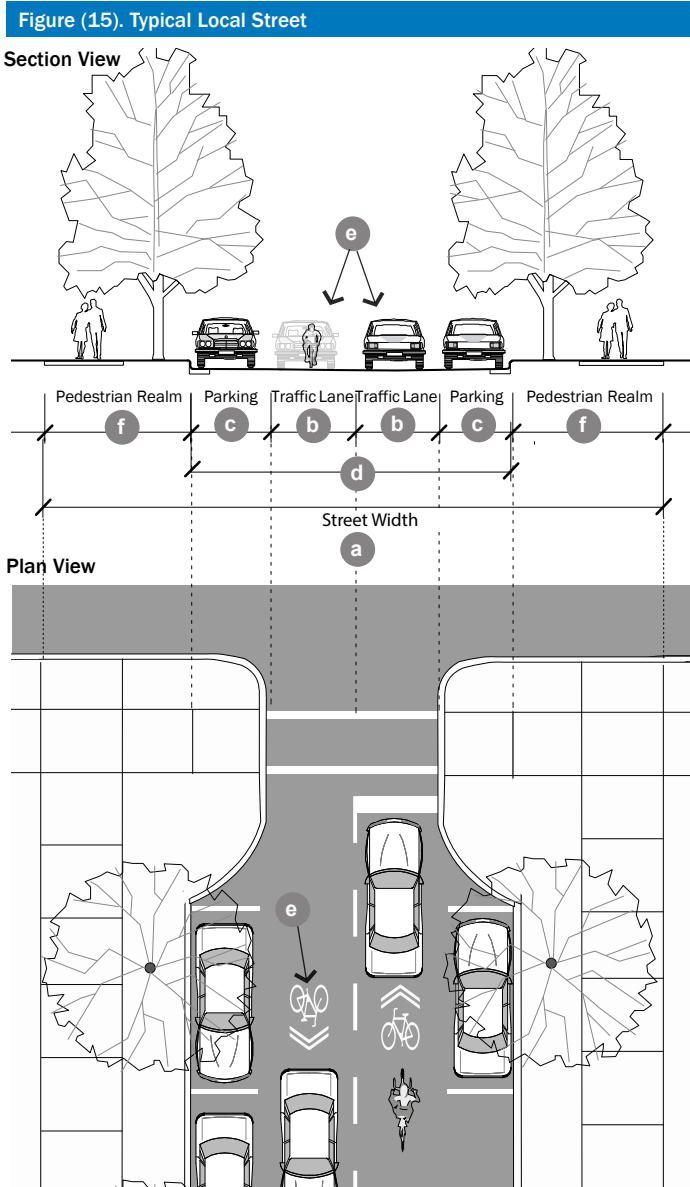 Figure (15). Typical Local Street
Section View
e
Pedestrian Realm Parking Traffic Lane Traffic Lane Parking Pedestrian Realm
f c b b c f
d
Street Width
a
Plan View
e